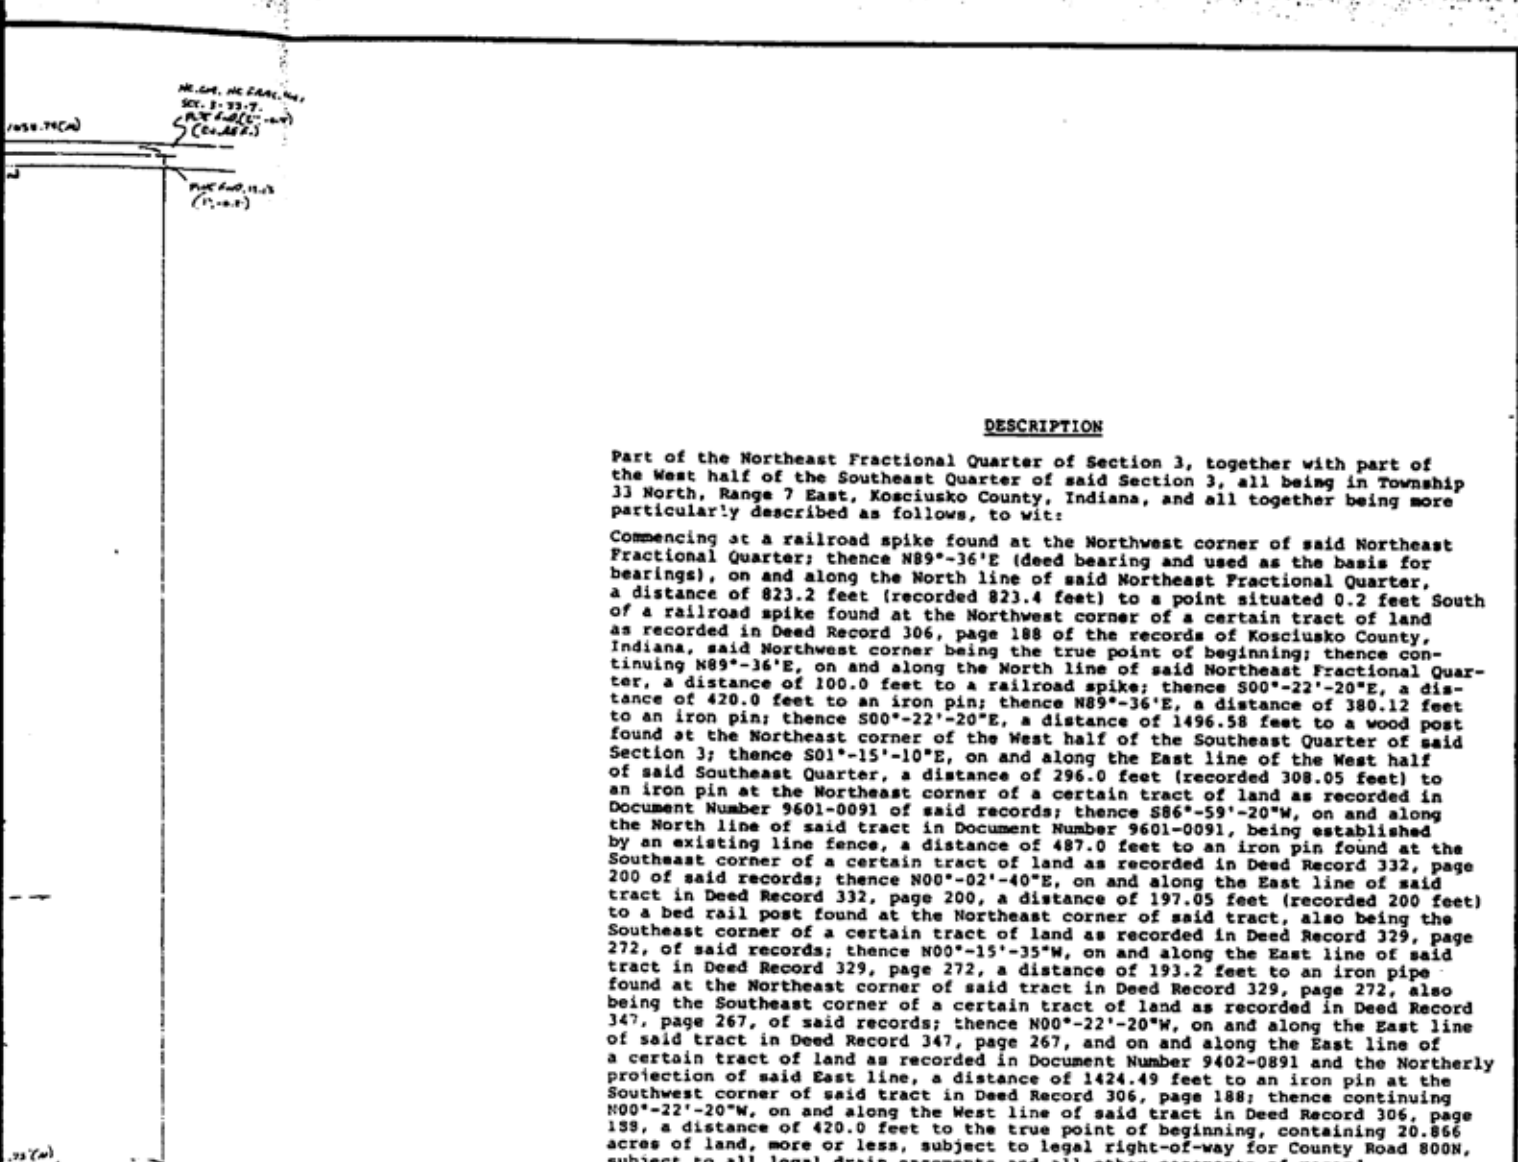 1058.79(M)
NE. COR. NE FRAC. 1/4,
SEC. 3-33-7.
(CO. REF.)
DESCRIPTION
Part of the Northeast Fractional Quarter of Section 3, together with part of
the West half of the Southeast Quarter of said Section 3, all being in Township
33 North, Range 7 East, Kosciusko County, Indiana, and all together being more
particularly described as follows, to wit:
Commencing at a railroad spike found at the Northwest corner of said Northeast
Fractional Quarter; thence N89°-36'E (deed bearing and used as the basis for
bearings), on and along the North line of said Northeast Fractional Quarter,
a distance of 823.2 feet (recorded 823.4 feet) to a point situated 0.2 feet South
of a railroad spike found at the Northwest corner of a certain tract of land
as recorded in Deed Record 306, page 188 of the records of Kosciusko County,
Indiana, said Northwest corner being the true point of beginning; thence con-
tinuing N89°-36'E, on and along the North line of said Northeast Fractional Quar-
ter, a distance of 100.0 feet to a railroad spike; thence S00°-22'-20"E, a dis-
tance of 420.0 feet to an iron pin; thence N89°-36'E, a distance of 380.12 feet
to an iron pin; thence S00°-22'-20"E, a distance of 1496.58 feet to a wood post
found at the Northeast corner of the West half of the Southeast Quarter of said
Section 3; thence S01°-15'-10"E, on and along the East line of the West half
of said Southeast Quarter, a distance of 296.0 feet (recorded 308.05 feet) to
an iron pin at the Northeast corner of a certain tract of land as recorded in
Document Number 9601-0091 of said records; thence S86°-59'-20"W, on and along
the North line of said tract in Document Number 9601-0091, being established
by an existing line fence, a distance of 487.0 feet to an iron pin found at the
Southeast corner of a certain tract of land as recorded in Deed Record 332, page
200 of said records; thence N00°-02'-40"E, on and along the East line of said
tract in Deed Record 332, page 200, a distance of 197.05 feet (recorded 200 feet)
to a bed rail post found at the Northeast corner of said tract, also being the
Southeast corner of a certain tract of land as recorded in Deed Record 329, page
272, of said records; thence N00°-15'-35"W, on and along the East line of said
tract in Deed Record 329, page 272, a distance of 193.2 feet to an iron pipe
found at the Northeast corner of said tract in Deed Record 329, page 272, also
being the Southeast corner of a certain tract of land as recorded in Deed Record
347, page 267, of said records; thence N00°-22'-20"W, on and along the East line
of said tract in Deed Record 347, page 267, and on and along the East line of
a certain tract of land as recorded in Document Number 9402-0891 and the Northerly
projection of said East line, a distance of 1424.49 feet to an iron pin at the
Southwest corner of said tract in Deed Record 306, page 188; thence continuing
N00°-22'-20"W, on and along the West line of said tract in Deed Record 306, page
188, a distance of 420.0 feet to the true point of beginning, containing 20.866
acres of land, more or less, subject to legal right-of-way for County Road 800N,